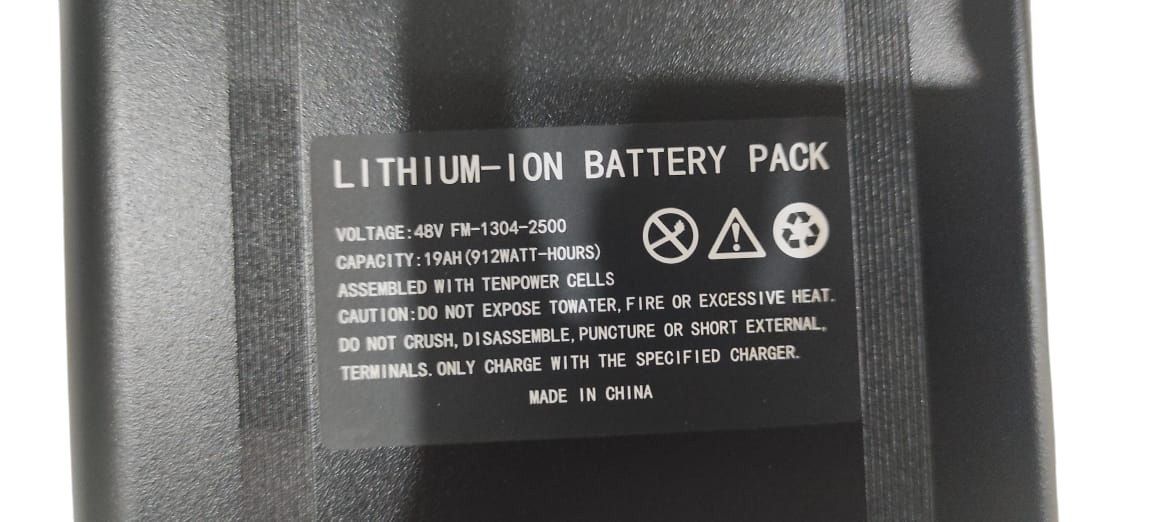 LITHIUM-ION BATTERY PACK
VOLTAGE:48V FM-1304-2500
CAPACITY:19AH(912WATT-HOURS)
ASSEMBLED WITH TENPOWER CELLS
CAUTION:DO NOT EXPOSE TOWATER,FIRE OR EXCESSIVE HEAT.
DO NOT CRUSH,DISASSEMBLE,PUNCTURE OR SHORT EXTERNAL,
TERMINALS.ONLY CHARGE WITH THE SPECIFIED CHARGER.
MADE IN CHINA